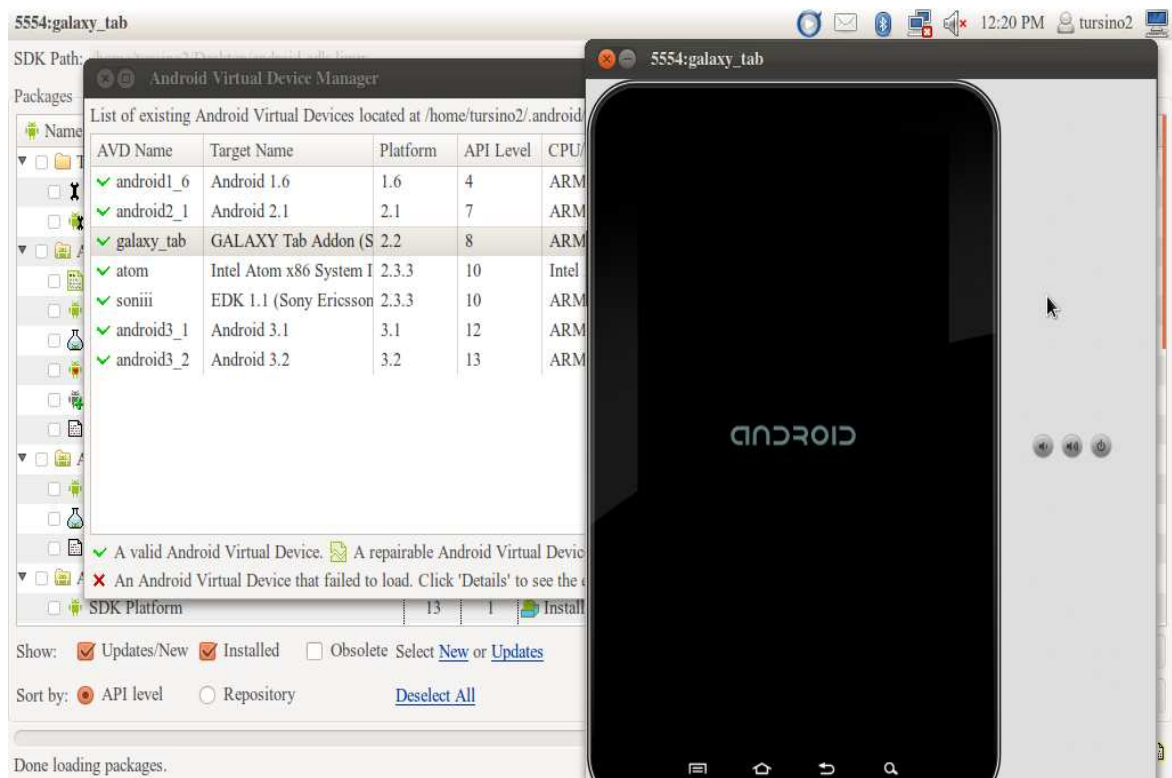 5554:galaxy_tab
12:20 PM tursino2
SDK Path:
Packages
Name
Android Virtual Device Manager
List of existing Android Virtual Devices located at /home/tursino2/.android/
AVD Name Target Name Platform API Level CPU/
android1_6 Android 1.6 1.6 4 ARM
android2_1 Android 2.1 2.1 7 ARM
galaxy_tab GALAXY Tab Addon (S 2.2 8 ARM
atom Intel Atom x86 System I 2.3.3 10 Intel
soniii EDK 1.1 (Sony Ericsson 2.3.3 10 ARM
android3_1 Android 3.1 3.1 12 ARM
android3_2 Android 3.2 3.2 13 ARM
A valid Android Virtual Device. A repairable Android Virtual Devic
An Android Virtual Device that failed to load. Click 'Details' to see the
SDK Platform 13 1 Install
Show: Updates/New Installed Obsolete Select New or Updates
Sort by: API level Repository Deselect All
Done loading packages.
5554:galaxy_tab
ANDROID